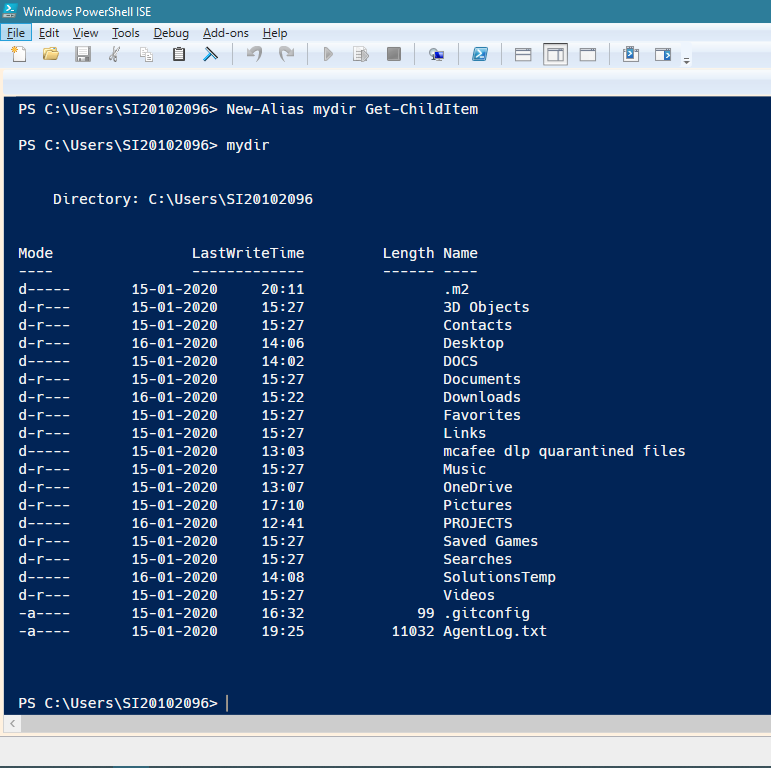 Windows PowerShell ISE
File Edit View Tools Debug Add-ons Help
PS C:\Users\SI20102096> New-Alias mydir Get-ChildItem
PS C:\Users\SI20102096> mydir
Directory: C:\Users\SI20102096
Mode LastWriteTime Length Name
---- ------------- ------ ----
d----- 15-01-2020 20:11 .m2
d-r--- 15-01-2020 15:27 3D Objects
d-r--- 15-01-2020 15:27 Contacts
d-r--- 16-01-2020 14:06 Desktop
d----- 15-01-2020 14:02 DOCS
d-r--- 15-01-2020 15:27 Documents
d-r--- 16-01-2020 15:22 Downloads
d-r--- 15-01-2020 15:27 Favorites
d-r--- 15-01-2020 15:27 Links
d----- 15-01-2020 13:03 mcafee dlp quarantined files
d-r--- 15-01-2020 15:27 Music
d-r--- 15-01-2020 13:07 OneDrive
d-r--- 15-01-2020 17:10 Pictures
d----- 16-01-2020 12:41 PROJECTS
d-r--- 15-01-2020 15:27 Saved Games
d-r--- 15-01-2020 15:27 Searches
d----- 16-01-2020 14:08 SolutionsTemp
d-r--- 15-01-2020 15:27 Videos
-a---- 15-01-2020 16:32 99 .gitconfig
-a---- 15-01-2020 19:25 11032 AgentLog.txt
PS C:\Users\SI20102096>